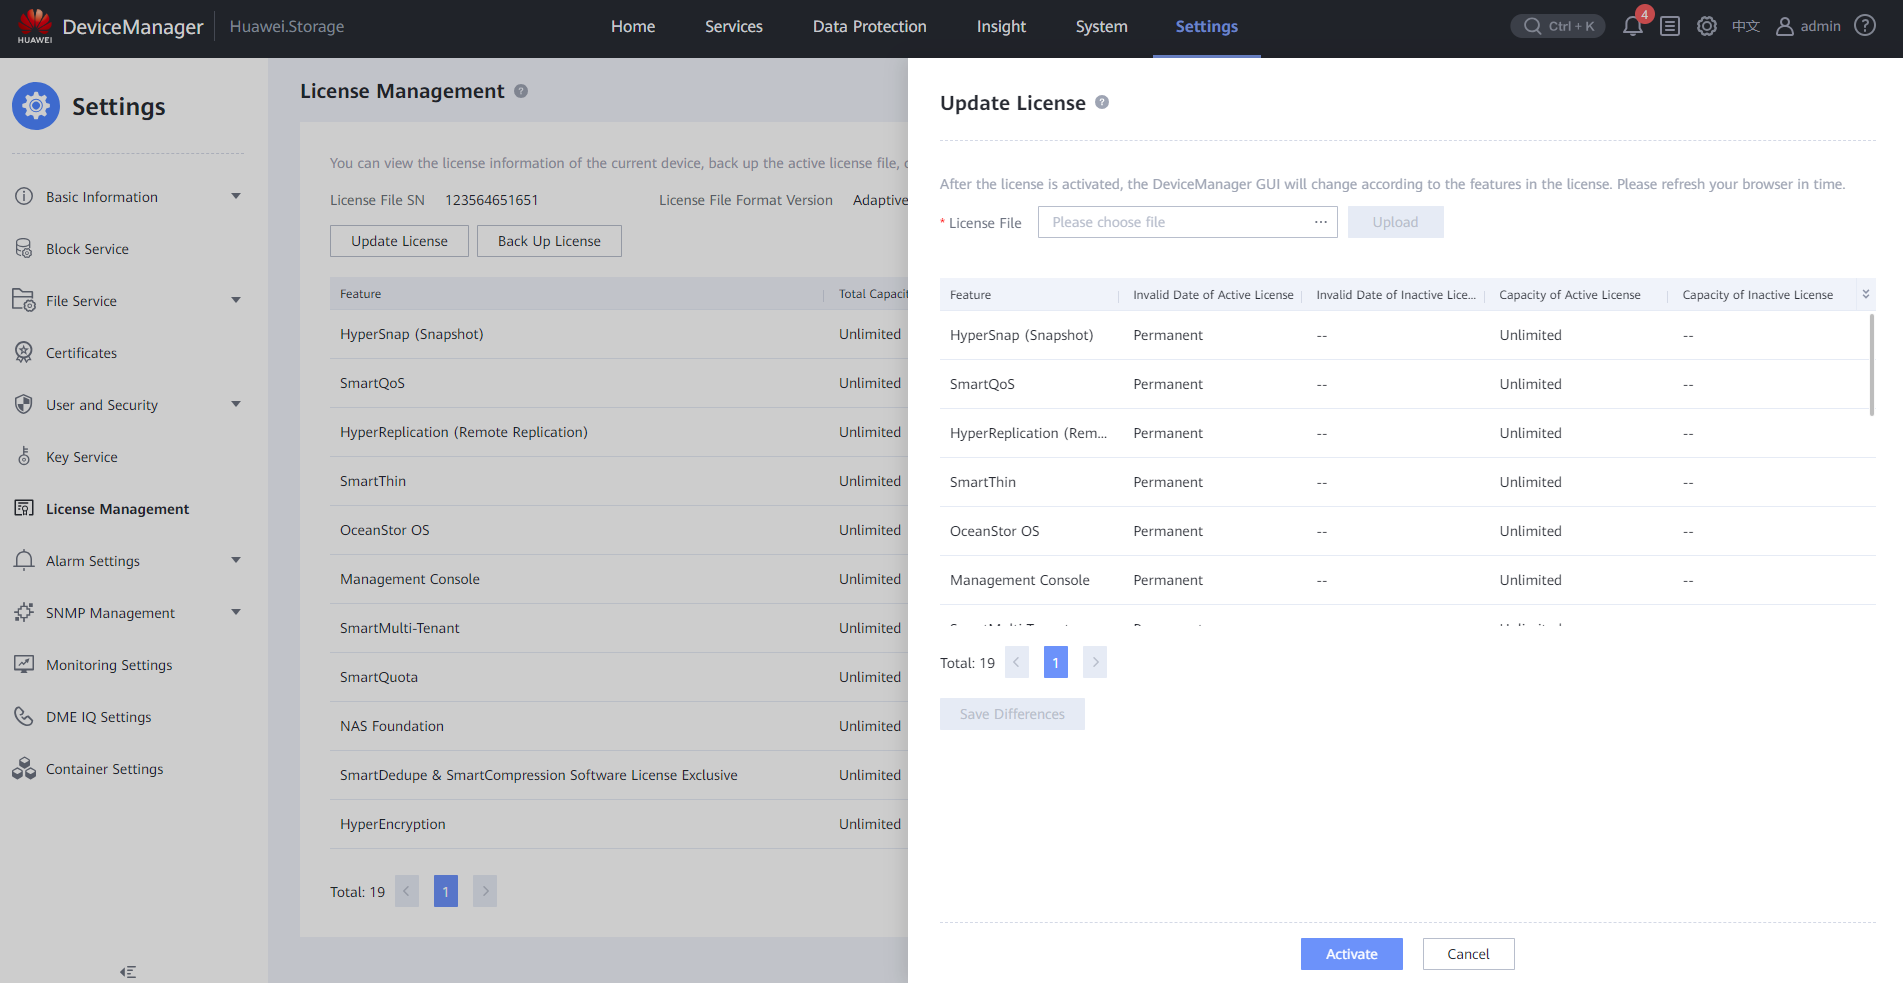 HUAWEI
DeviceManager
Huawei.Storage
Home
Services
Data Protection
Insight
System
Settings
Ctrl + K
4
中文
admin
Settings
Basic Information
Block Service
File Service
Certificates
User and Security
Key Service
License Management
Alarm Settings
SNMP Management
Monitoring Settings
DME IQ Settings
Container Settings
License Management
You can view the license information of the current device, back up the active license file,
License File SN 123564651651
License File Format Version Adaptive
Update License
Back Up License
Feature Total Capacit
HyperSnap (Snapshot) Unlimited
SmartQoS Unlimited
HyperReplication (Remote Replication) Unlimited
SmartThin Unlimited
OceanStor OS Unlimited
Management Console Unlimited
SmartMulti-Tenant Unlimited
SmartQuota Unlimited
NAS Foundation Unlimited
SmartDedupe & SmartCompression Software License Exclusive Unlimited
HyperEncryption Unlimited
Total: 19 < 1 >
Update License
After the license is activated, the DeviceManager GUI will change according to the features in the license. Please refresh your browser in time.
* License File Please choose file ... Upload
Feature Invalid Date of Active License Invalid Date of Inactive Lice... Capacity of Active License Capacity of Inactive License
HyperSnap (Snapshot) Permanent -- Unlimited --
SmartQoS Permanent -- Unlimited --
HyperReplication (Rem... Permanent -- Unlimited --
SmartThin Permanent -- Unlimited --
OceanStor OS Permanent -- Unlimited --
Management Console Permanent -- Unlimited --
Total: 19 < 1 >
Save Differences
Activate
Cancel